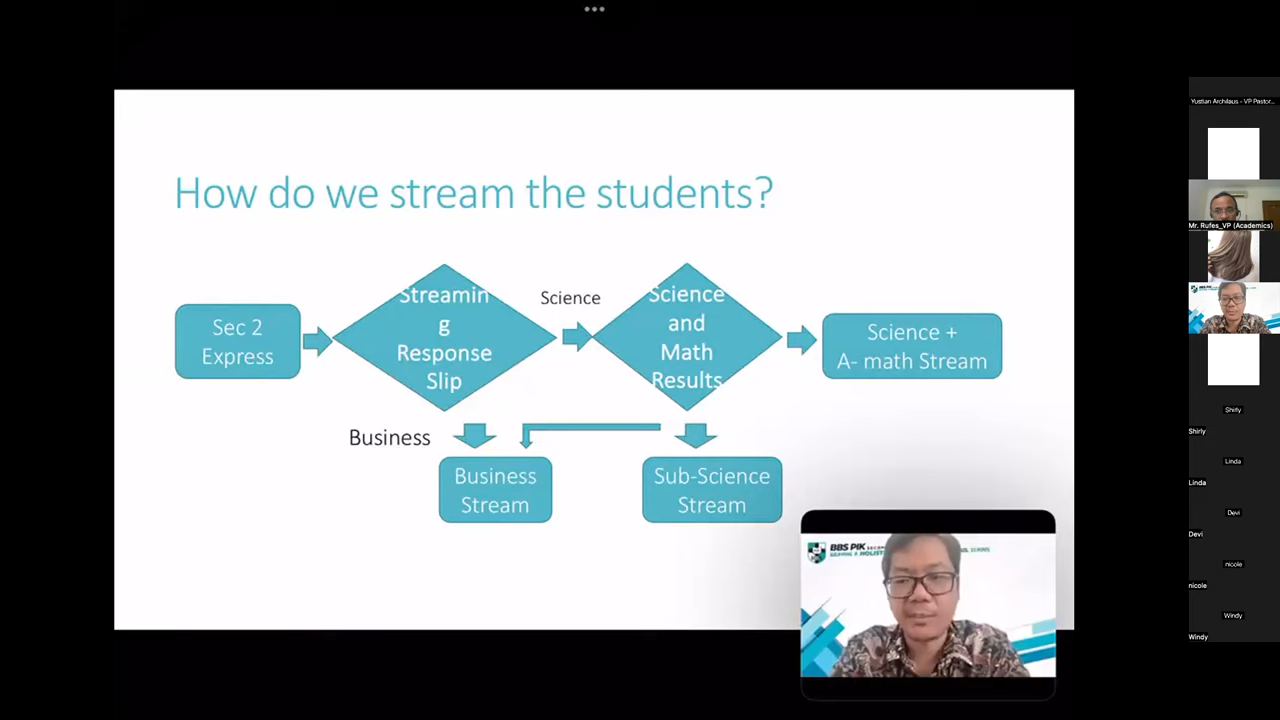 How do we stream the students?
Sec 2
Express
Streamin
g
Response
Slip
Science
Science
and
Math
Results
Science +
A- math Stream
Business
Business
Stream
Sub-Science
Stream
BBS PIK
Yustian Archilaus - VP Pastor...
Mr. Rufes_VP (Academics)
Shirly
Shirly
Linda
Linda
Devi
Devi
nicole
nicole
Windy
Windy